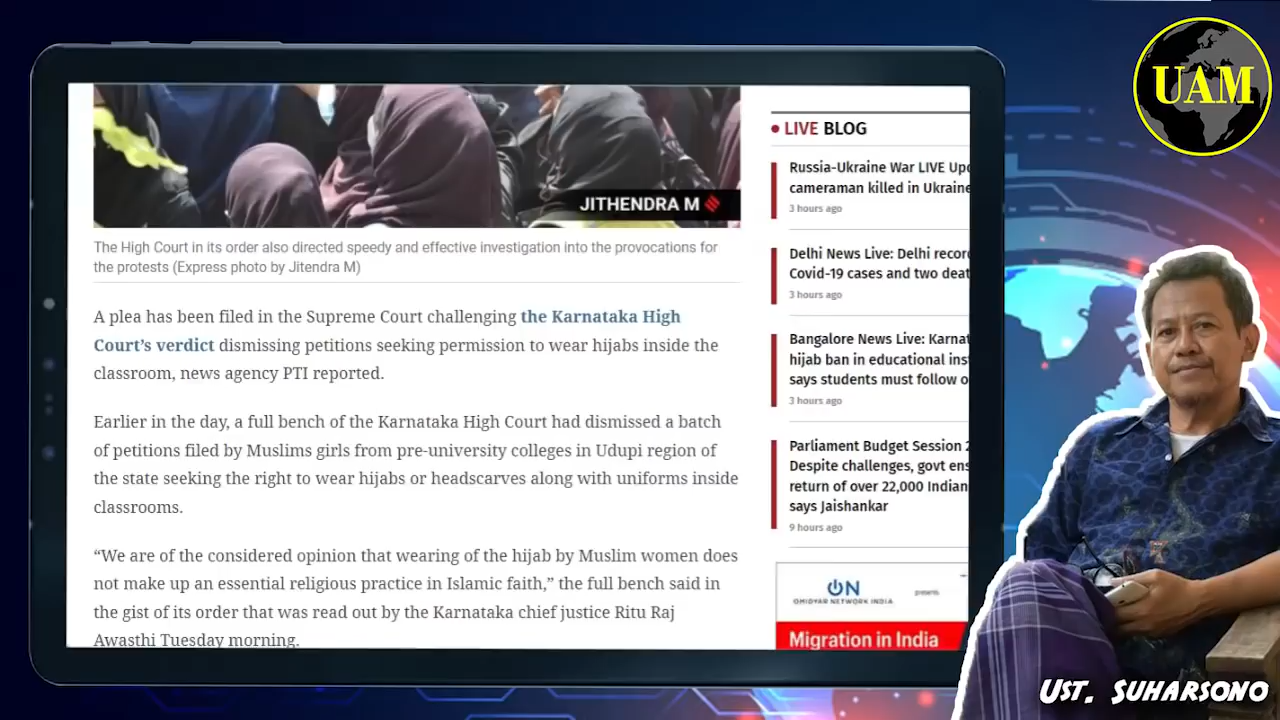 UAM
JITHENDRA M
The High Court in its order also directed speedy and effective investigation into the provocations for
the protests (Express photo by Jitendra M)
A plea has been filed in the Supreme Court challenging the Karnataka High
Court’s verdict dismissing petitions seeking permission to wear hijabs inside the
classroom, news agency PTI reported.
Earlier in the day, a full bench of the Karnataka High Court had dismissed a batch
of petitions filed by Muslims girls from pre-university colleges in Udupi region of
the state seeking the right to wear hijabs or headscarves along with uniforms inside
classrooms.
“We are of the considered opinion that wearing of the hijab by Muslim women does
not make up an essential religious practice in Islamic faith,” the full bench said in
the gist of its order that was read out by the Karnataka chief justice Ritu Raj
Awasthi Tuesday morning.
LIVE BLOG
Russia-Ukraine War LIVE Upd
cameraman killed in Ukraine
3 hours ago
Delhi News Live: Delhi record
Covid-19 cases and two deat
3 hours ago
Bangalore News Live: Karnat
hijab ban in educational inst
says students must follow o
3 hours ago
Parliament Budget Session 2
Despite challenges, govt ens
return of over 22,000 Indian
says Jaishankar
9 hours ago
ON
OMIDYAR NETWORK INDIA
presents
Migration in India
UST. SUHARSONO